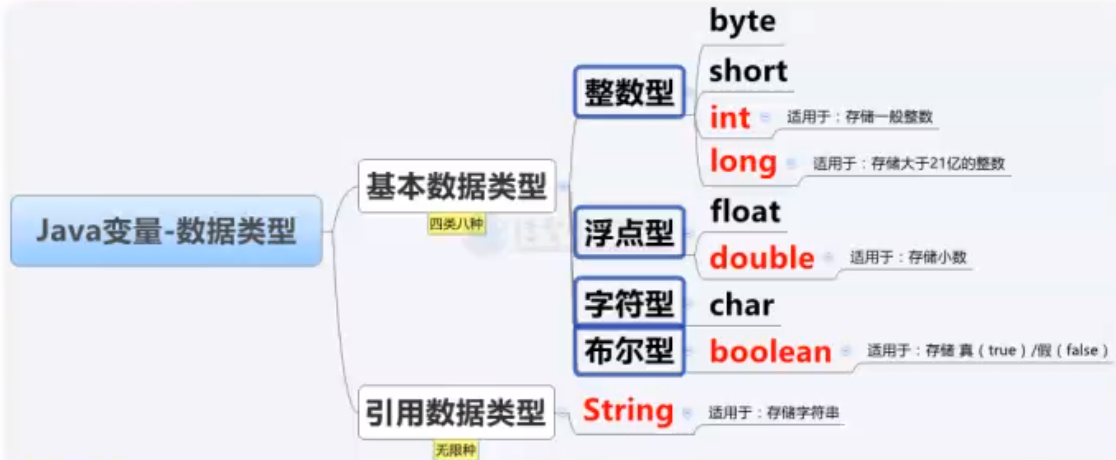 Java变量-数据类型
基本数据类型
四类八种
整数型
byte
short
int
适用于：存储一般整数
long
适用于：存储大于21亿的整数
浮点型
float
double
适用于：存储小数
字符型
char
布尔型
boolean
适用于：存储 真（true）/假（false）
引用数据类型
无限种
String
适用于：存储字符串